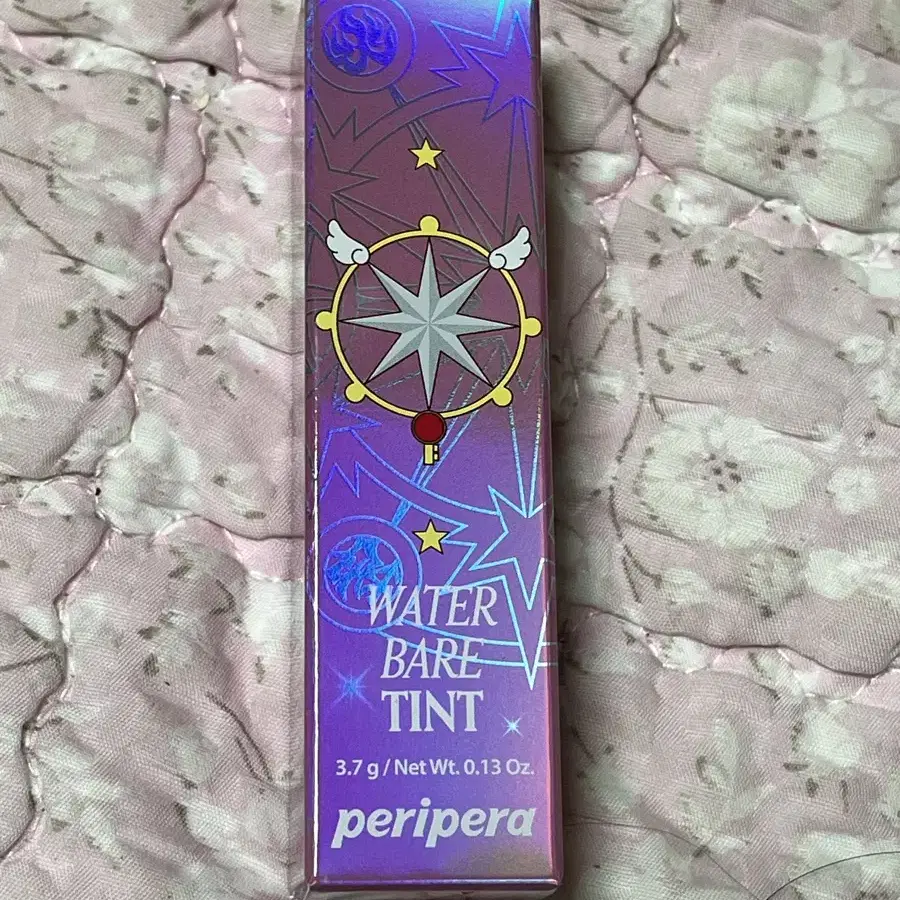 WATER
BARE
TINT
3.7 g / Net Wt. 0.13 Oz.
peripera